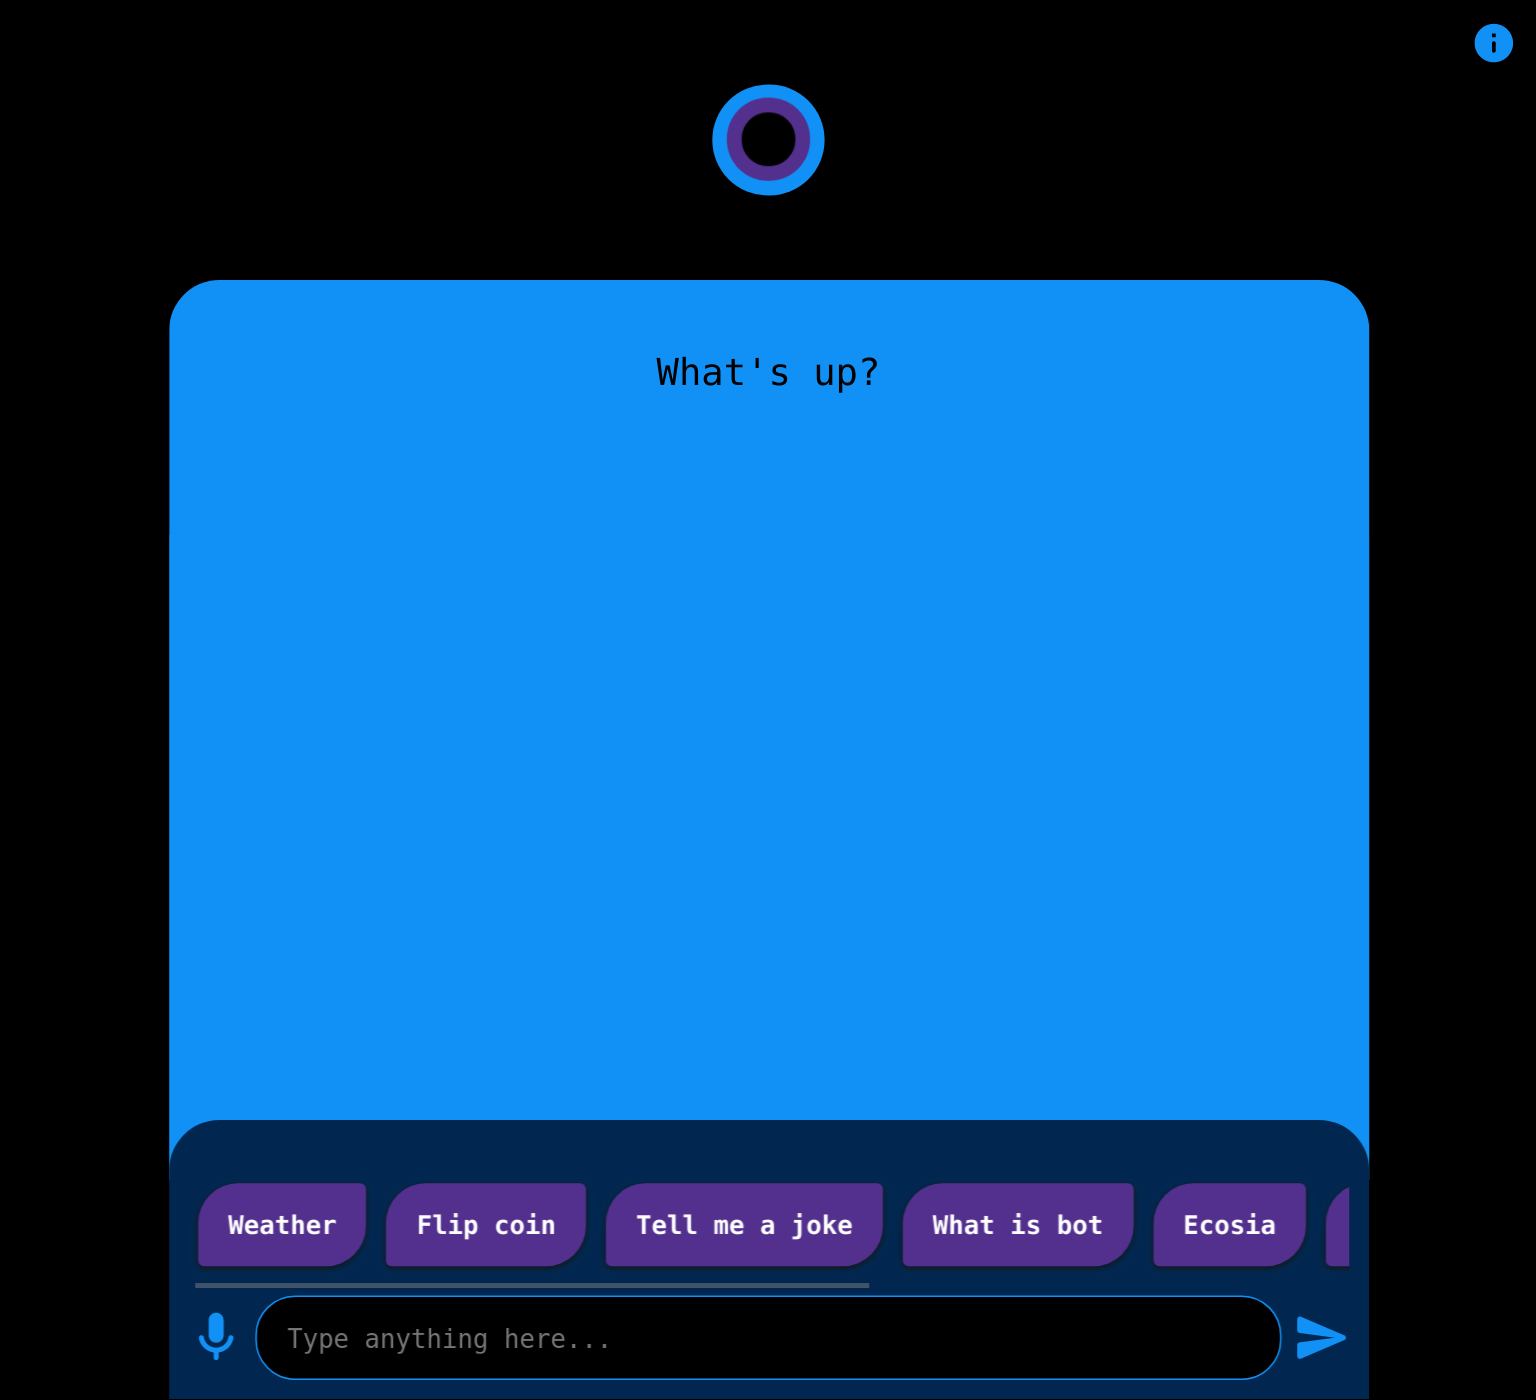 What's up?
Weather Flip coin Tell me a joke What is bot Ecosia
Type anything here...